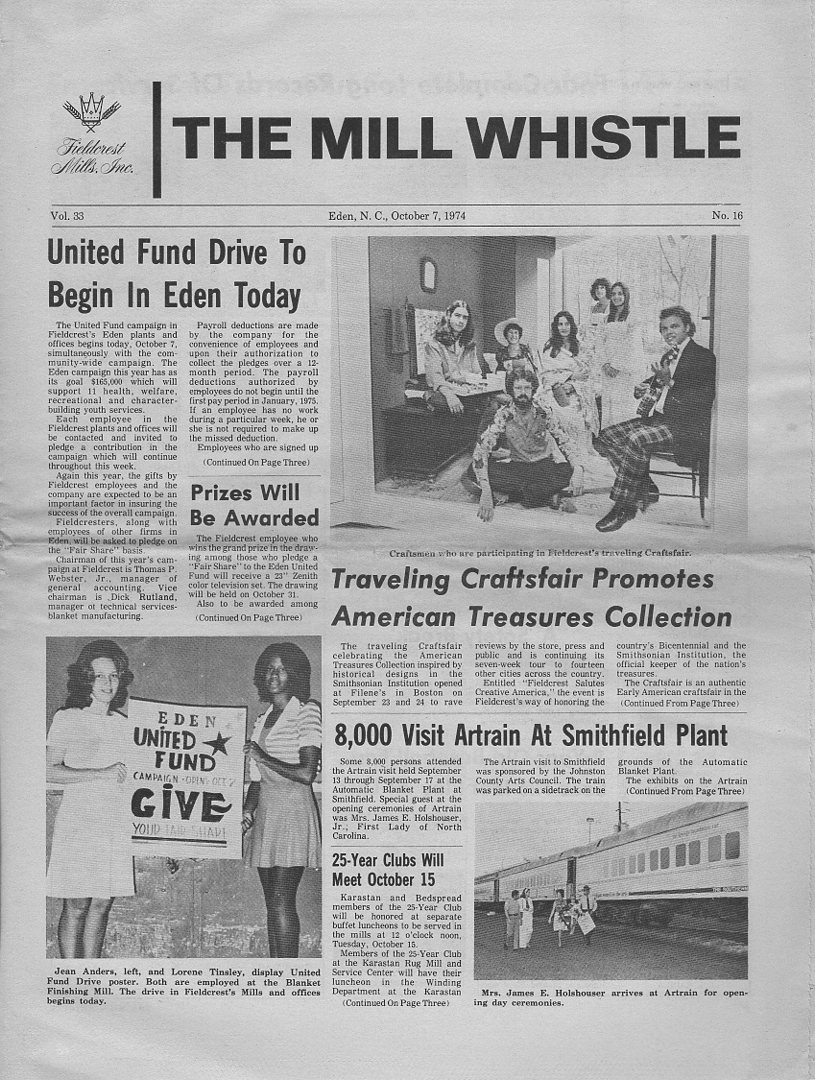 Fieldcrest
Mills, Inc.
THE MILL WHISTLE
Vol. 33
Eden, N. C., October 7, 1974
No. 16
United Fund Drive To
Begin In Eden Today
The United Fund campaign in
Fieldcrest's Eden plants and
offices begins today, October 7,
simultaneously with the com-
munity-wide campaign. The
Eden campaign this year has as
its goal $165,000 which will
support 11 health, welfare,
recreational and character-
building youth services.
Each employee in the
Fieldcrest plants and offices will
be contacted and invited to
pledge a contribution in the
campaign which will continue
throughout this week.
Again this year, the gifts by
Fieldcrest employees and the
company are expected to be an
important factor in insuring the
success of the overall campaign.
Fieldcresters, along with
employees of other firms in
Eden, will be asked to pledge on
the "Fair Share" basis.
Chairman of this year's cam-
paign at Fieldcrest is Thomas P.
Webster, Jr., manager of
general accounting. Vice
chairman is Dick Rutland,
manager of technical services-
blanket manufacturing.
Payroll deductions are made
by the company for the
convenience of employees and
upon their authorization to
collect the pledges over a 12-
month period. The payroll
deductions authorized by
employees do not begin until the
first pay period in January, 1975.
If an employee has no work
during a particular week, he or
she is not required to make up
the missed deduction.
Employees who are signed up
(Continued On Page Three)
Prizes Will
Be Awarded
The Fieldcrest employee who
wins the grand prize in the draw-
ing among those who pledge a
"Fair Share" to the Eden United
Fund will receive a 23" Zenith
color television set. The drawing
will be held on October 31.
Also to be awarded among
(Continued On Page Three)
Craftsmen who are participating in Fieldcrest's traveling Craftsfair.
Traveling Craftsfair Promotes
American Treasures Collection
The traveling Craftsfair
celebrating the American
Treasures Collection inspired by
historical designs in the
Smithsonian Institution opened
at Filene's in Boston on
September 23 and 24 to rave
reviews by the store, press and
public and is continuing its
seven-week tour to fourteen
other cities across the country.
Entitled "Fieldcrest Salutes
Creative America," the event is
Fieldcrest's way of honoring the
country's Bicentennial and the
Smithsonian Institution, the
official keeper of the nation's
treasures.
The Craftsfair is an authentic
Early American craftsfair in the
(Continued From Page Three)
EDEN
UNITED
FUND
CAMPAIGN - OPENS OCT 7
GIVE
YOUR FAIR SHARE
Jean Anders, left, and Lorene Tinsley, display United
Fund Drive poster. Both are employed at the Blanket
Finishing Mill. The drive in Fieldcrest's Mills and offices
begins today.
8,000 Visit Artrain At Smithfield Plant
Some 8,000 persons attended
the Artrain visit held September
13 through September 17 at the
Automatic Blanket Plant at
Smithfield. Special guest at the
opening ceremonies of Artrain
was Mrs. James E. Holshouser,
Jr.; First Lady of North
Carolina.
The Artrain visit to Smithfield
was sponsored by the Johnston
County Arts Council. The train
was parked on a sidetrack on the
grounds of the Automatic
Blanket Plant.
The exhibits on the Artrain
(Continued From Page Three)
25-Year Clubs Will
Meet October 15
Karastan and Bedspread
members of the 25-Year Club
will be honored at separate
buffet luncheons to be served in
the mills at 12 o'clock noon,
Tuesday, October 15.
Members of the 25-Year Club
at the Karastan Rug Mill and
Service Center will have their
luncheon in the Winding
Department at the Karastan
(Continued On Page Three)
Mrs. James E. Holshouser arrives at Artrain for open-
ing day ceremonies.